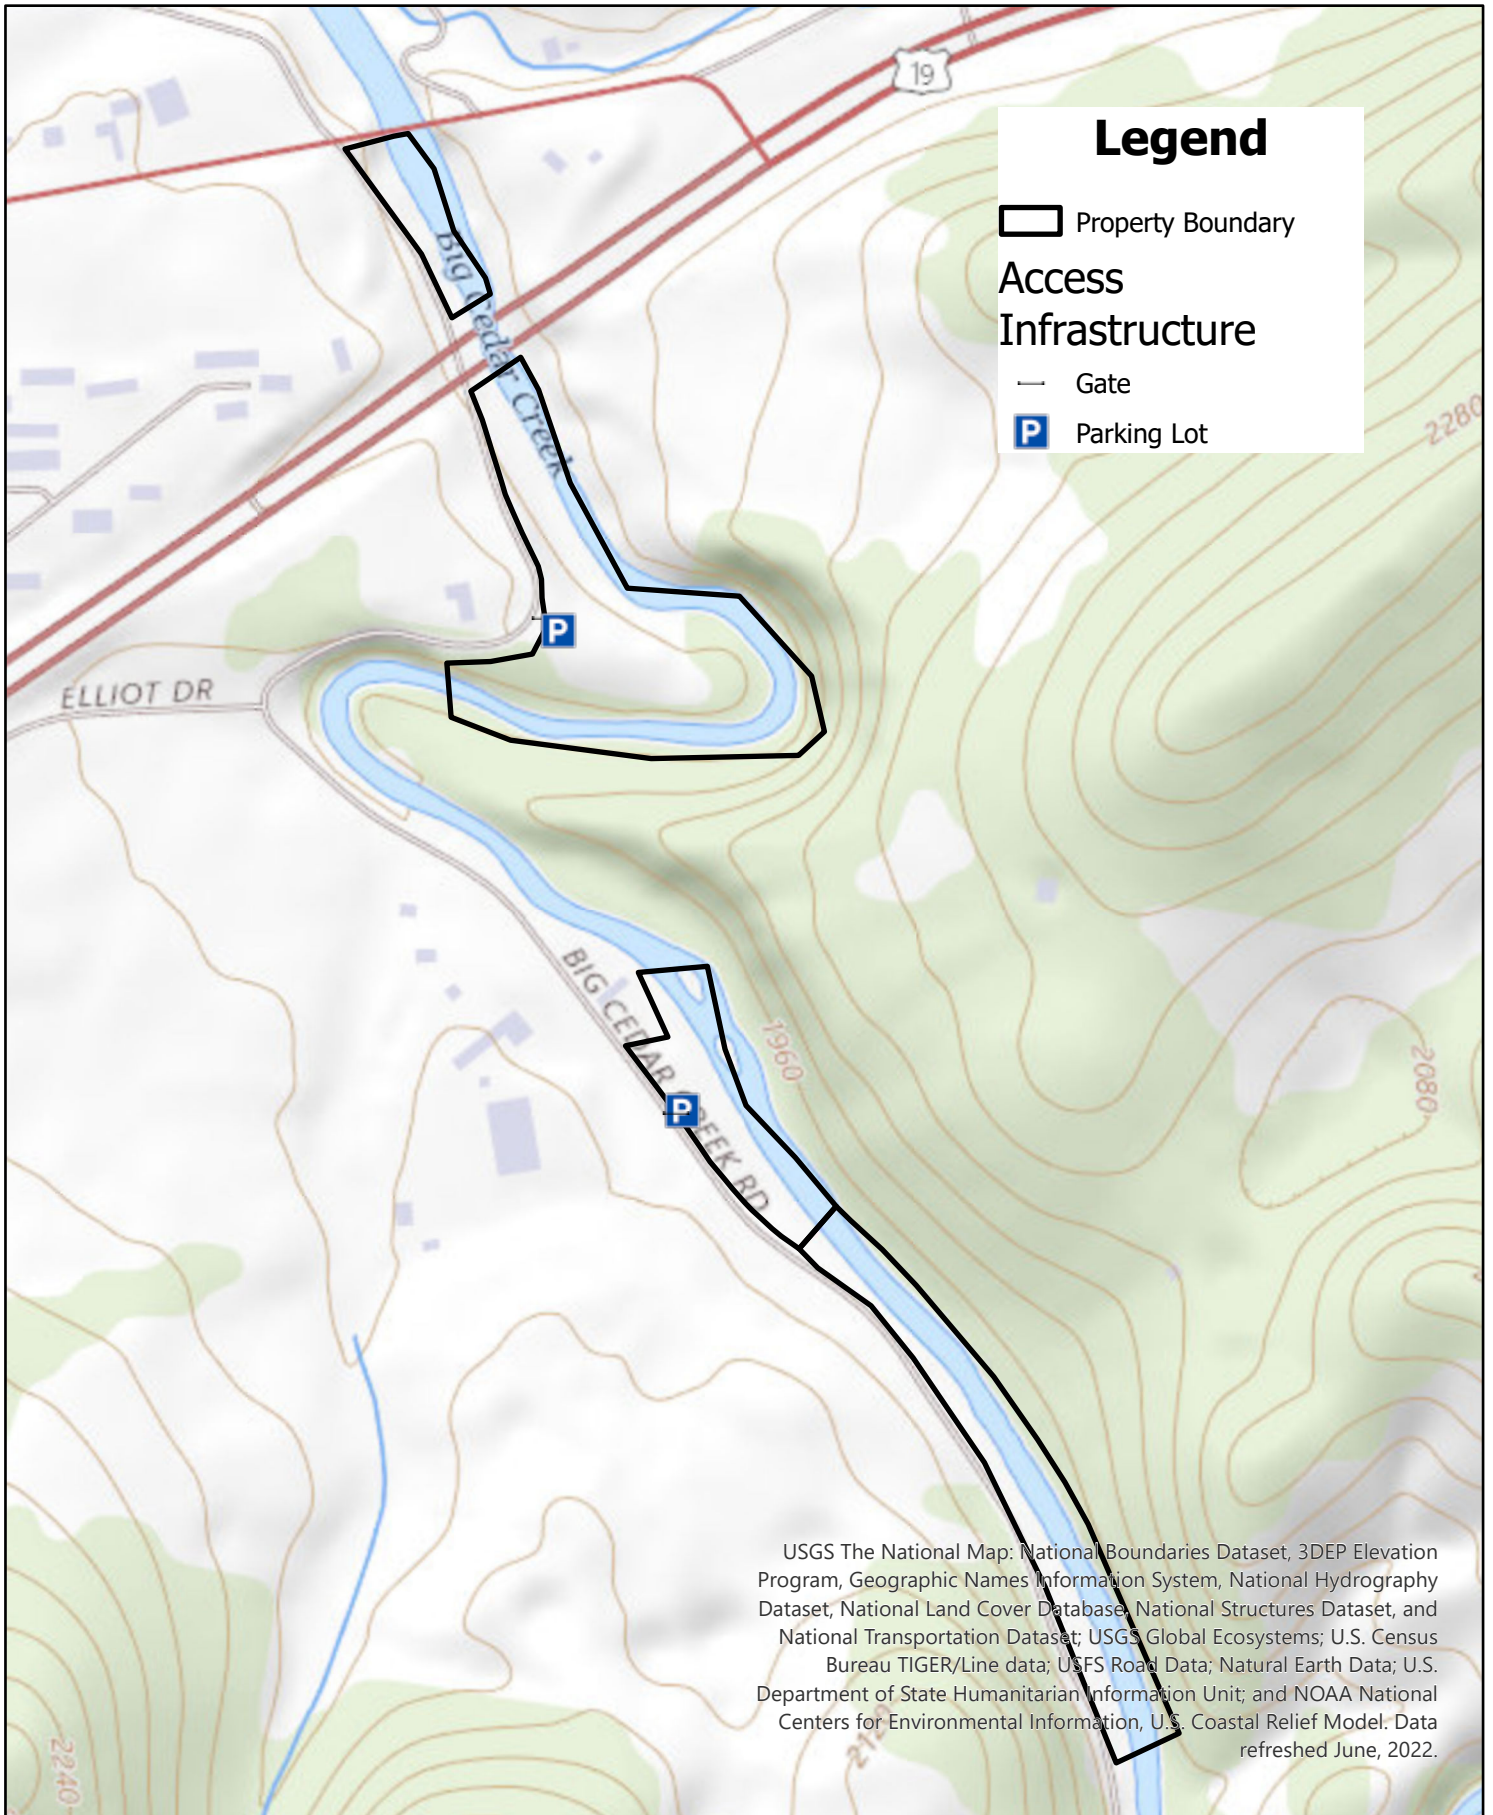 19
Legend
Property Boundary
Access
Infrastructure
Gate
P
Parking Lot
Big Cedar Creek
2280
P
ELLIOT DR
BIG CEDAR CREEK RD
1960
2080
P
USGS The National Map: National Boundaries Dataset, 3DEP Elevation
Program, Geographic Names Information System, National Hydrography
Dataset, National Land Cover Database, National Structures Dataset, and
National Transportation Dataset; USGS Global Ecosystems; U.S. Census
Bureau TIGER/Line data; USFS Road Data; Natural Earth Data; U.S.
Department of State Humanitarian Information Unit; and NOAA National
Centers for Environmental Information, U.S. Coastal Relief Model. Data
refreshed June, 2022.
2240